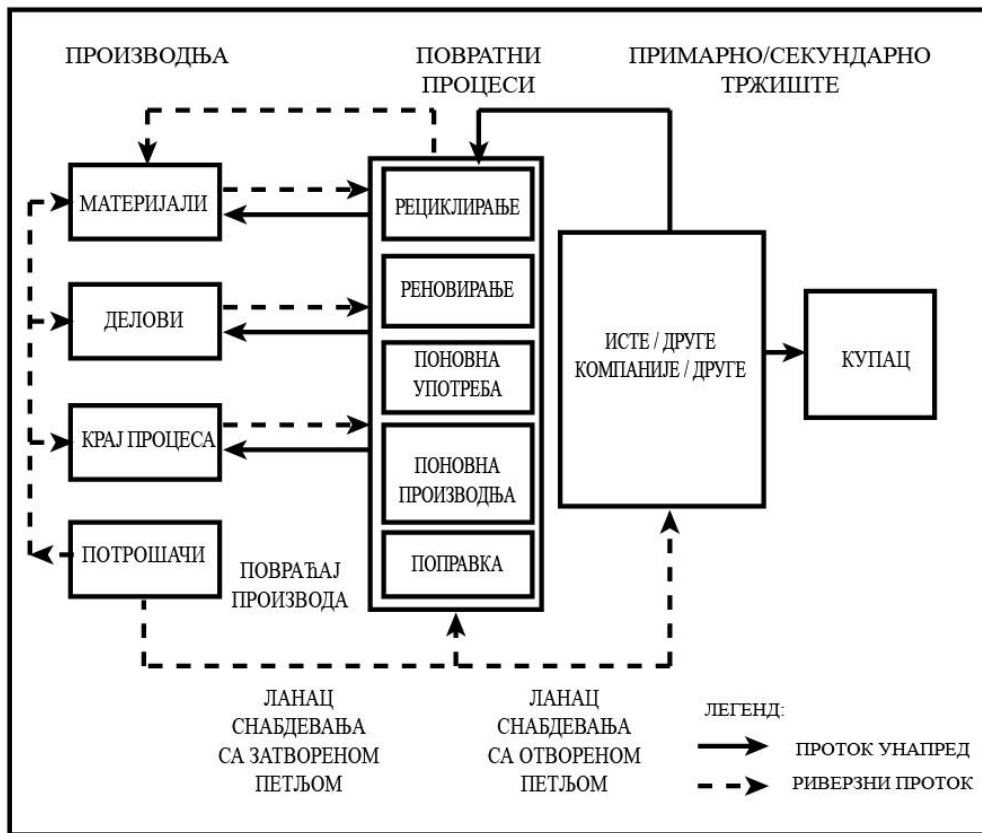 ПРОИЗВОДЊА
ПОВРАТНИ
ПРОЦЕСИ
ПРИМАРНО/СЕКУНДАРНО
ТРЖИШТЕ
МАТЕРИЈАЛИ
ДЕЛОВИ
КРАЈ ПРОЦЕСА
ПОТРОШАЧИ
РЕЦИКЛИРАЊЕ
РЕНОВИРАЊЕ
ПОНОВНА
УПОТРЕБА
ПОНОВНА
ПРОИЗВОДЊА
ПОПРАВКА
ИСТЕ / ДРУГЕ
КОМПАНИЈЕ / ДРУГЕ
КУПАЦ
ПОВРАЋАЈ
ПРОИЗВОДА
ЛАНАЦ
СНАБДЕВАЊА
СА ЗАТВОРЕНОМ
ПЕТЉОМ
ЛАНАЦ
СНАБДЕВАЊА
СА ОТВОРЕНОМ
ПЕТЉОМ
ЛЕГЕНД:
ПРОТОК УНАПРЕД
РИВЕРЗНИ ПРОТОК